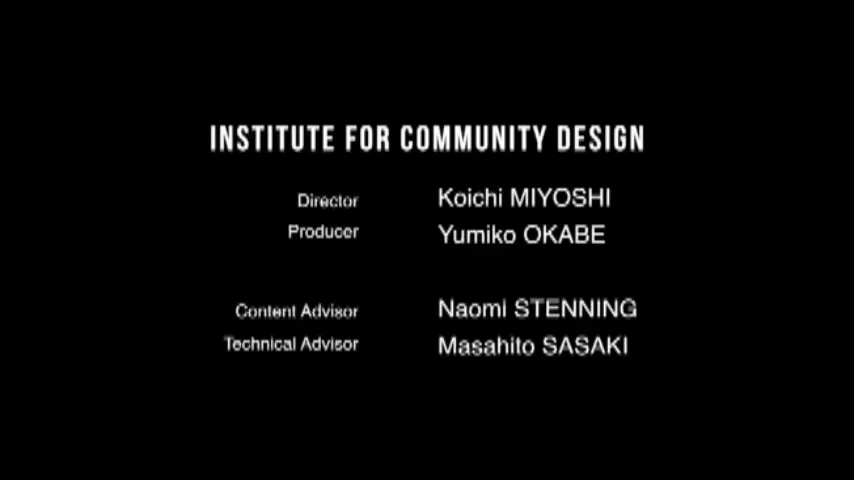 INSTITUTE FOR COMMUNITY DESIGN
Director Koichi MIYOSHI
Producer Yumiko OKABE
Content Advisor Naomi STENNING
Technical Advisor Masahito SASAKI